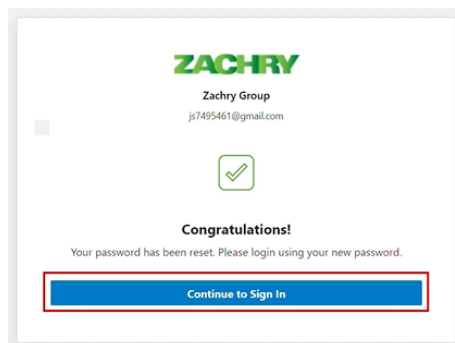 ZACHRY
Zachry Group
js7495461@gmail.com
Congratulations!
Your password has been reset. Please login using your new password.
Continue to Sign In